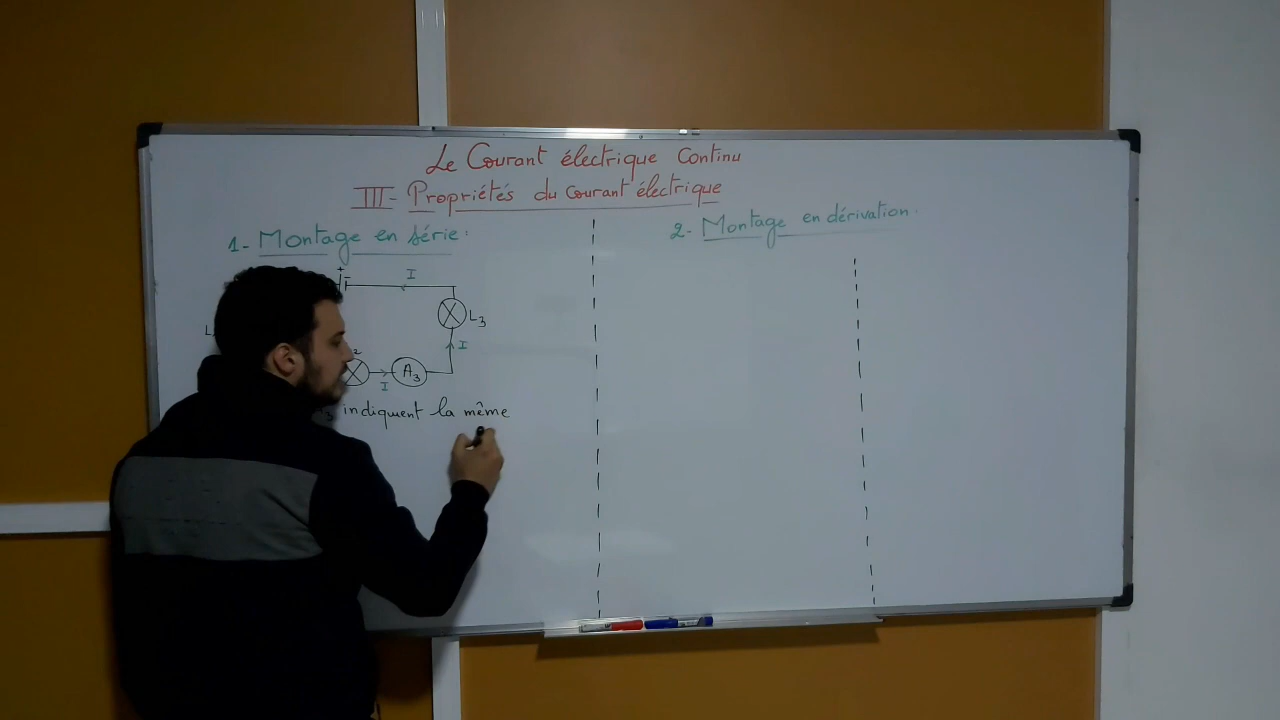 Le Courant électrique Continu
III- Propriétés du Courant électrique
1- Montage en série:
2- Montage en dérivation.
+ -
I
L3
I
2
A3
I
indiquent la même